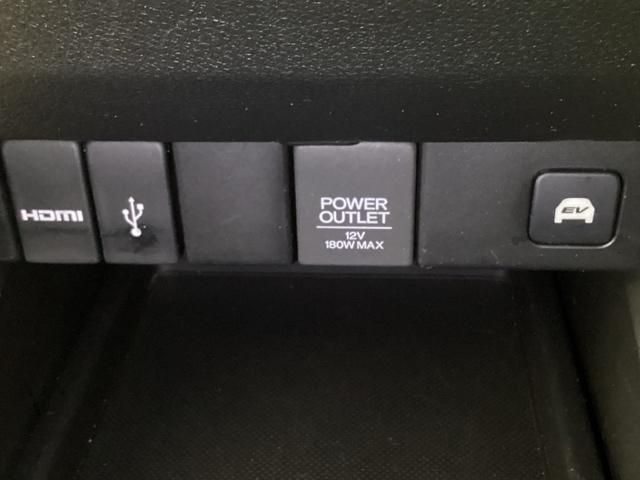 HDMI
POWER
OUTLET
12V
180W MAX
EV